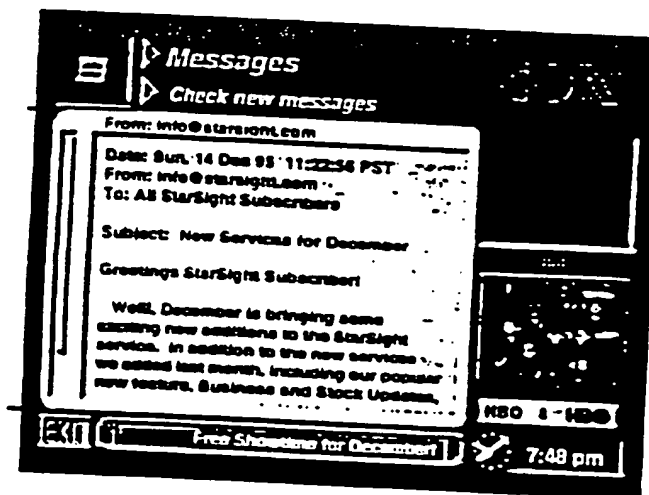 Messages
Check new messages
From: info@starsight.com
Date: Sun, 14 Dec 95 11:22:56 PST
From: info@starsight.com
To: All StarSight Subscribers
Subject: New Services for December
Greetings StarSight Subscriber!
Well, December is bringing some
exciting new additions to the StarSight
service. In addition to the new services
we added last month, including our popular
new feature, Business and Stock Updates,
HBO
EXIT
Free Showtime for December!
7:48 pm